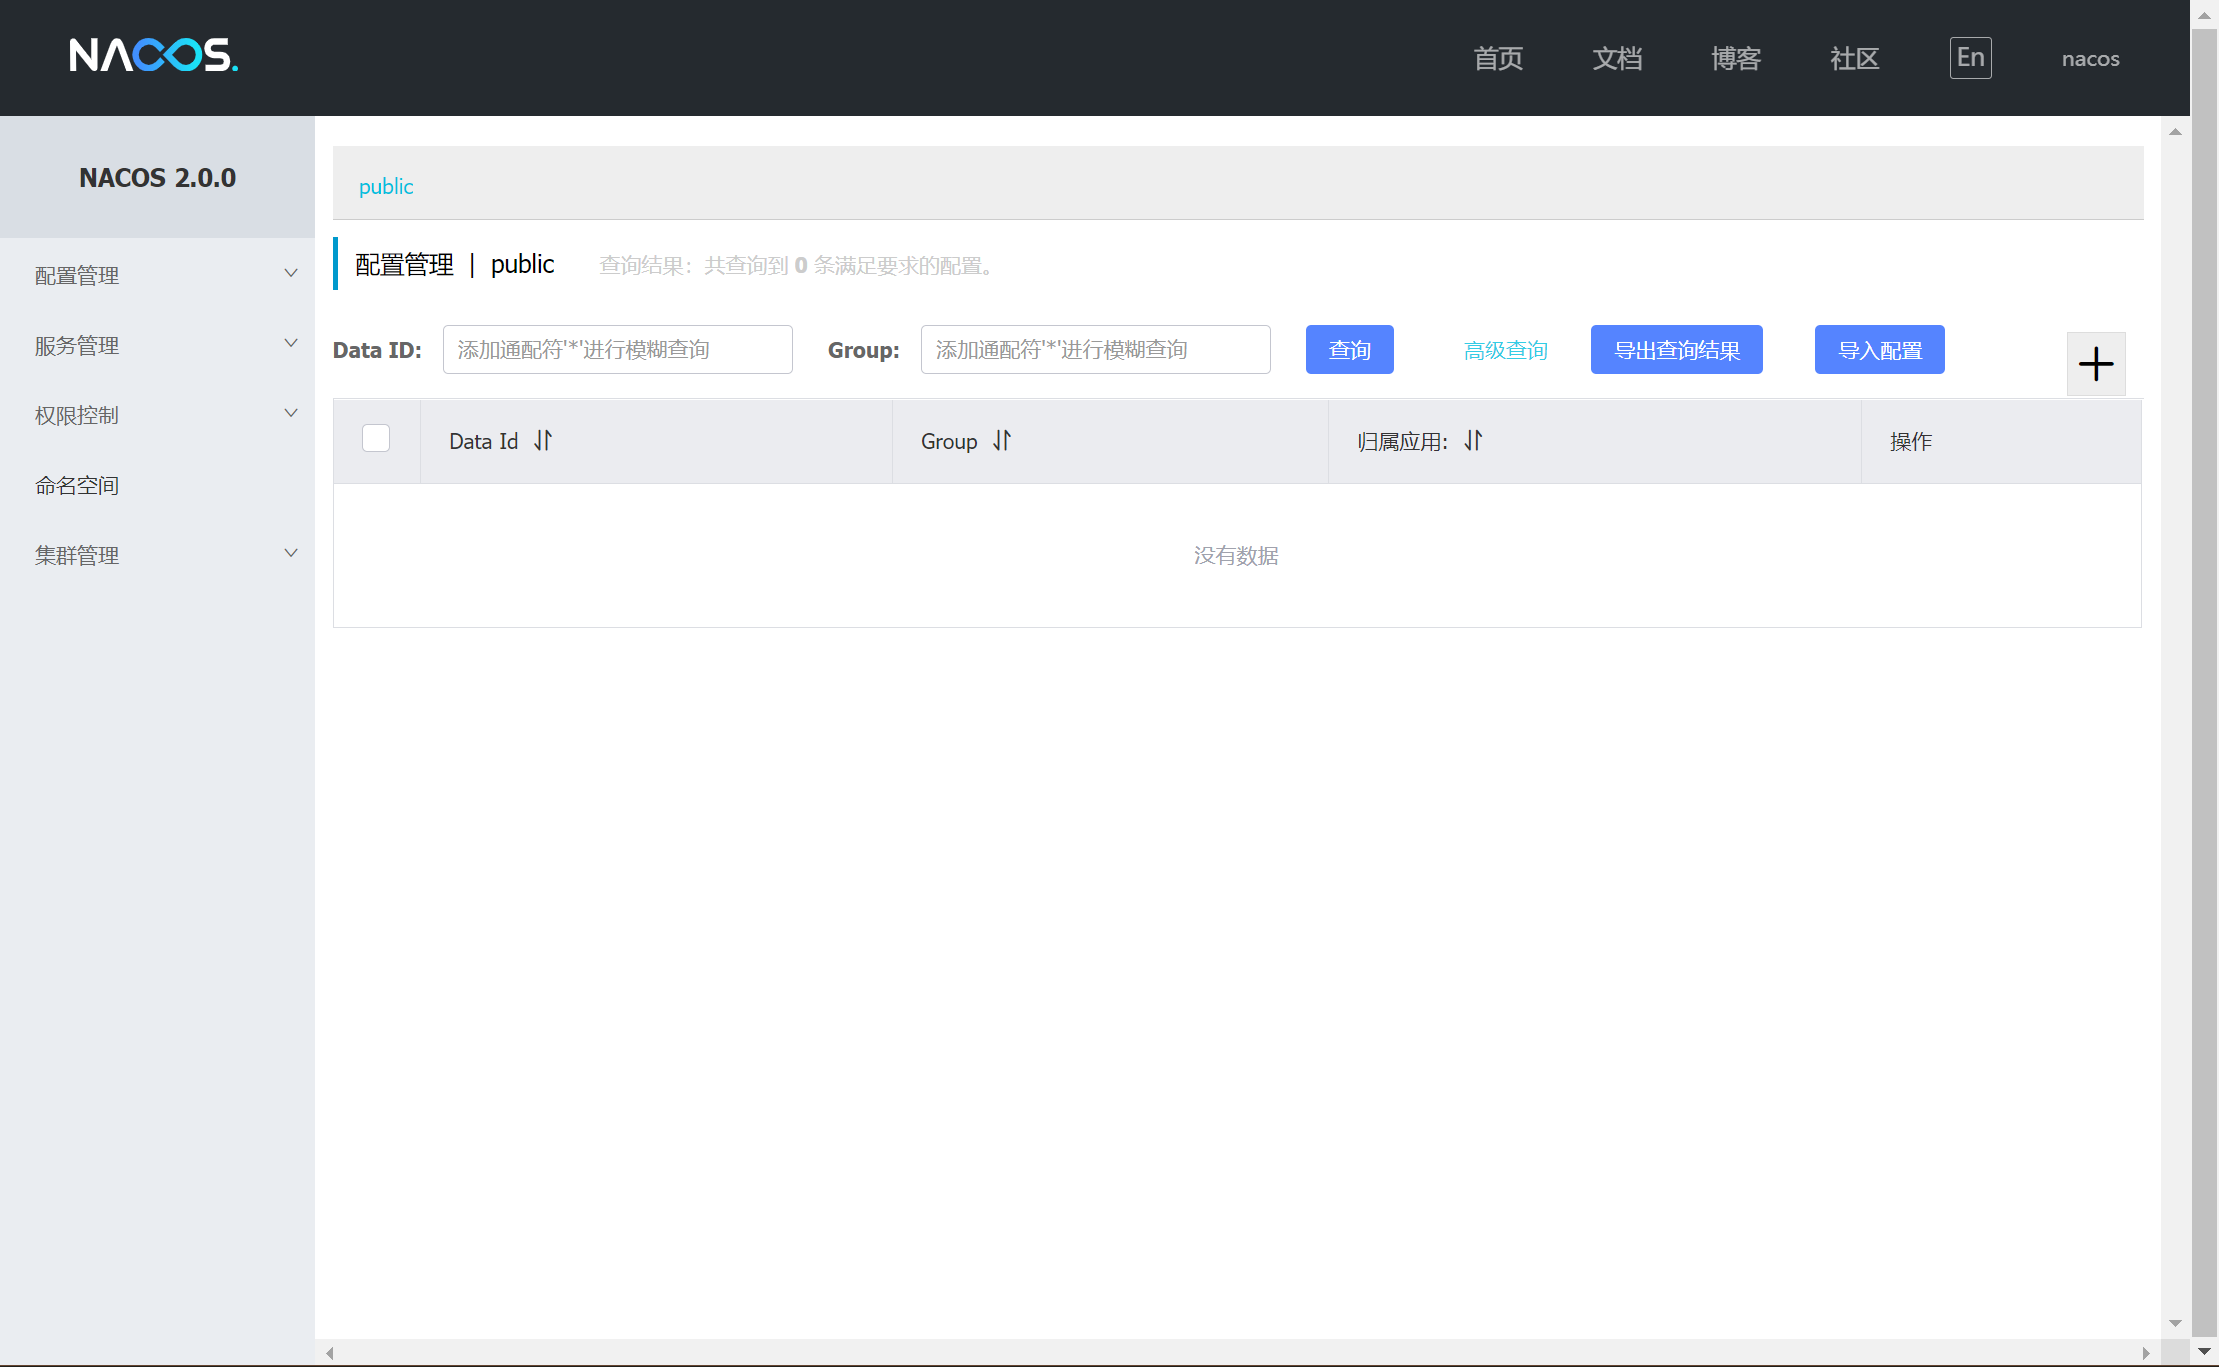 NACOS.
首页 文档 博客 社区 En nacos
NACOS 2.0.0
配置管理
服务管理
权限控制
命名空间
集群管理
public
配置管理 | public 查询结果：共查询到 0 条满足要求的配置。
Data ID: 添加通配符'*'进行模糊查询 Group: 添加通配符'*'进行模糊查询 查询 高级查询 导出查询结果 导入配置
Data Id Group 归属应用: 操作
没有数据